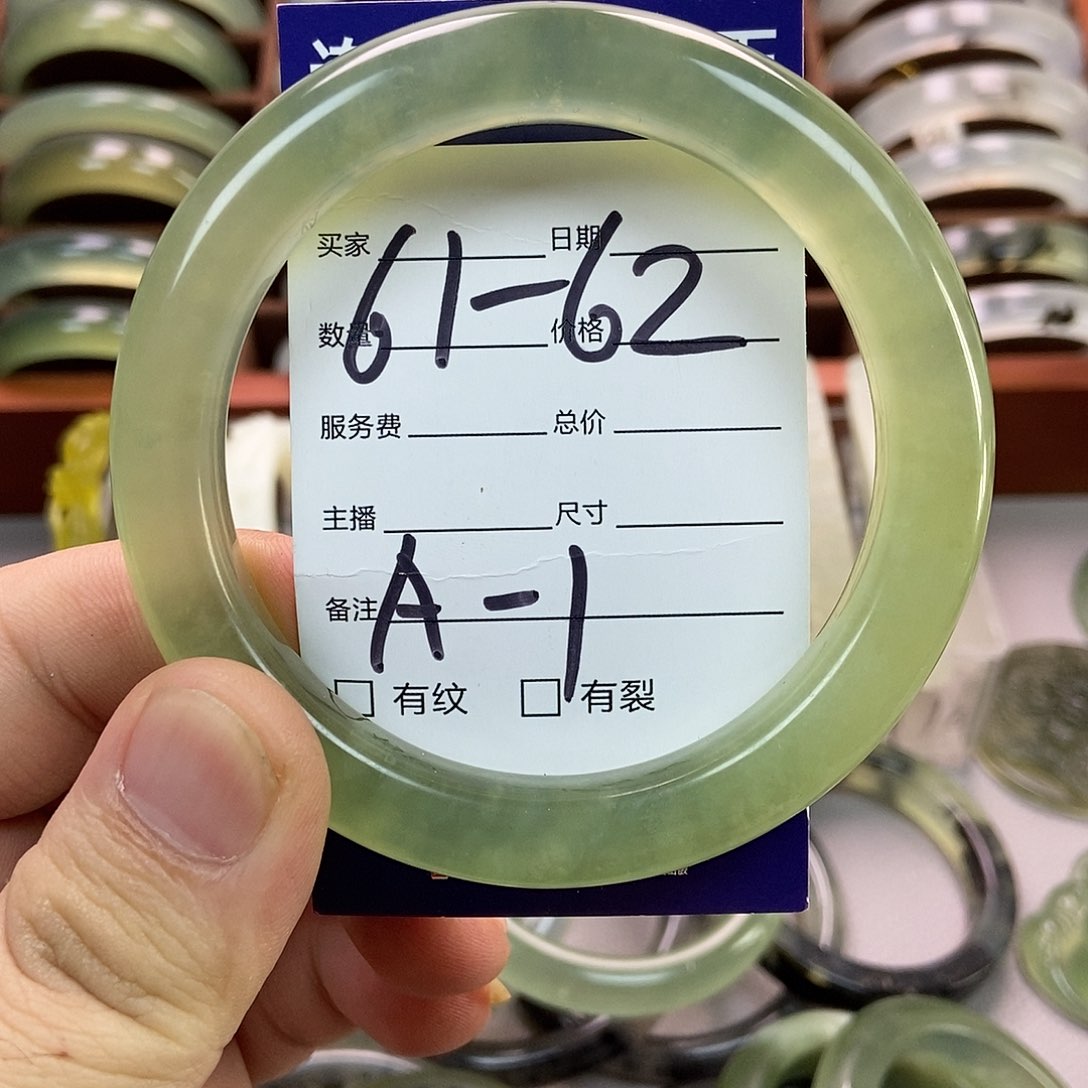 买家 日期
61-62
数量 价格
服务费 总价
主播 尺寸
A-1
备注
有纹 有裂